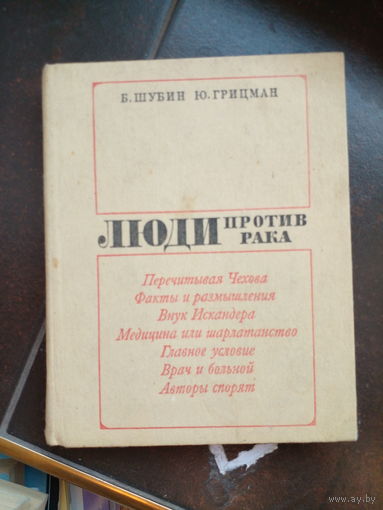 Б. ШУБИН Ю. ГРИЦМАН
ЛЮДИ ПРОТИВ РАКА
Перечитывая Чехова
Факты и размышления
Внук Искандера
Медицина или шарлатанство
Главное условие
Врач и больной
Авторы спорят
www.ay.by